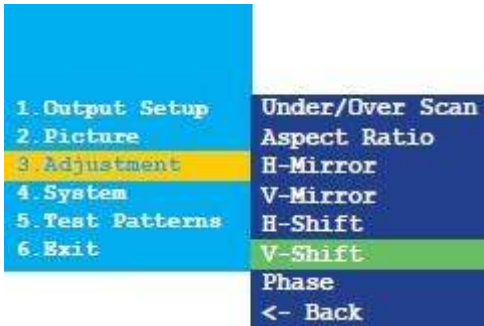 1.Output Setup
2.Picture
3.Adjustment
4.System
5.Test Patterns
6.Exit
Under/Over Scan
Aspect Ratio
H-Mirror
V-Mirror
H-Shift
V-Shift
Phase
<- Back